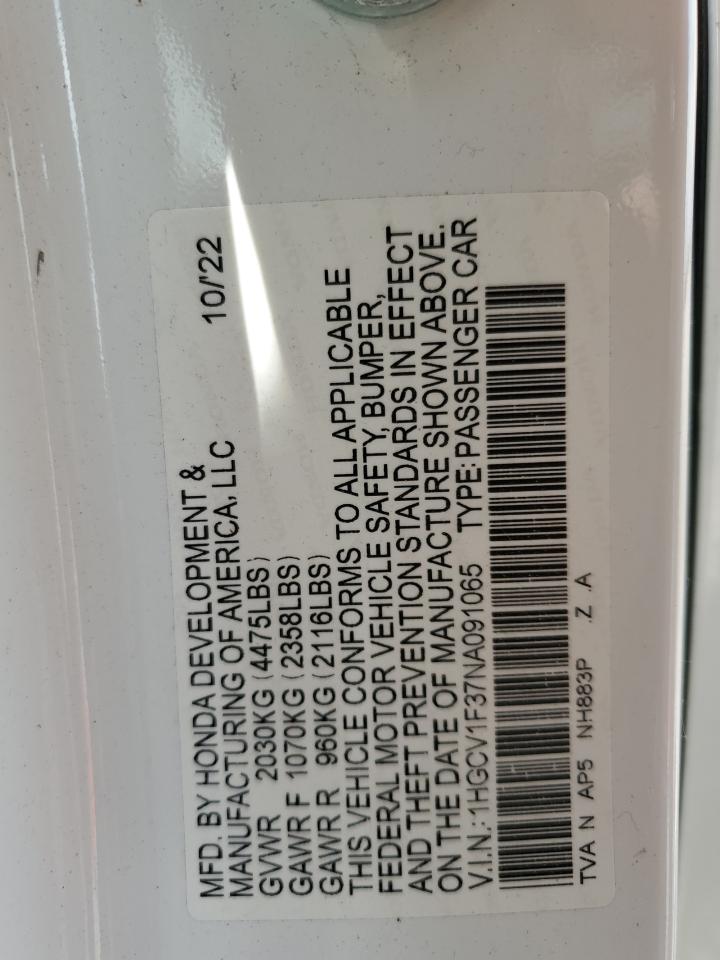 MFD. BY HONDA DEVELOPMENT &
MANUFACTURING OF AMERICA, LLC 10/'22
GVWR 2030KG (4475LBS)
GAWR F 1070KG (2358LBS)
GAWR R 960KG (2116LBS)
THIS VEHICLE CONFORMS TO ALL APPLICABLE
FEDERAL MOTOR VEHICLE SAFETY, BUMPER,
AND THEFT PREVENTION STANDARDS IN EFFECT
ON THE DATE OF MANUFACTURE SHOWN ABOVE.
V.I.N.:1HGCV1F37NA091065 TYPE:PASSENGER CAR
TVA N AP5 NH883P .Z .A